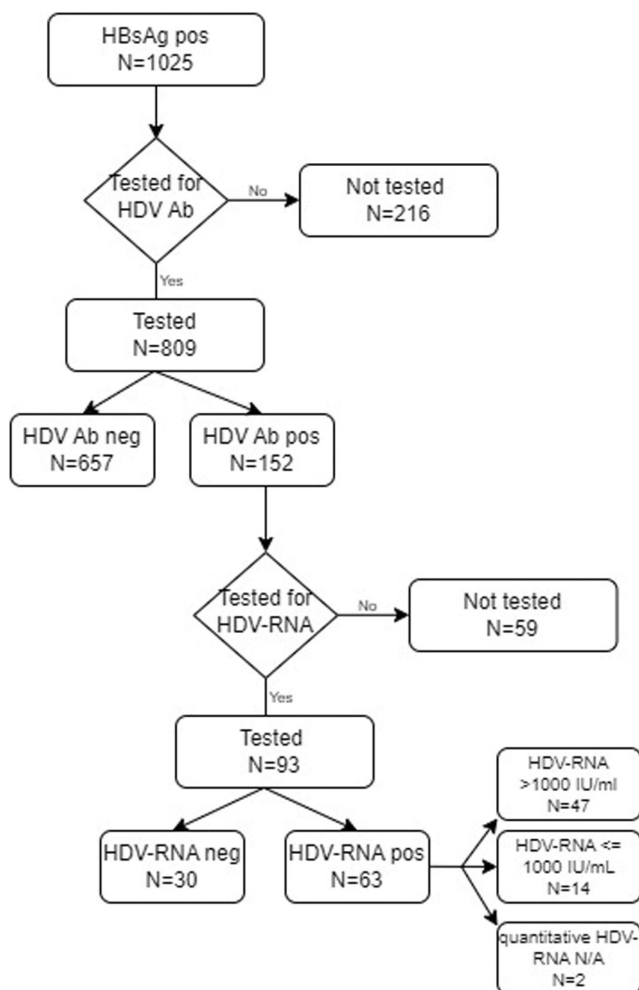 HBsAg pos
N=1025
Tested for
HDV Ab
No
Not tested
N=216
Yes
Tested
N=809
HDV Ab neg
N=657
HDV Ab pos
N=152
Tested for
HDV-RNA
No
Not tested
N=59
Yes
Tested
N=93
HDV-RNA neg
N=30
HDV-RNA pos
N=63
HDV-RNA
>1000 IU/ml
N=47
HDV-RNA <=
1000 IU/mL
N=14
quantitative HDV-
RNA N/A
N=2